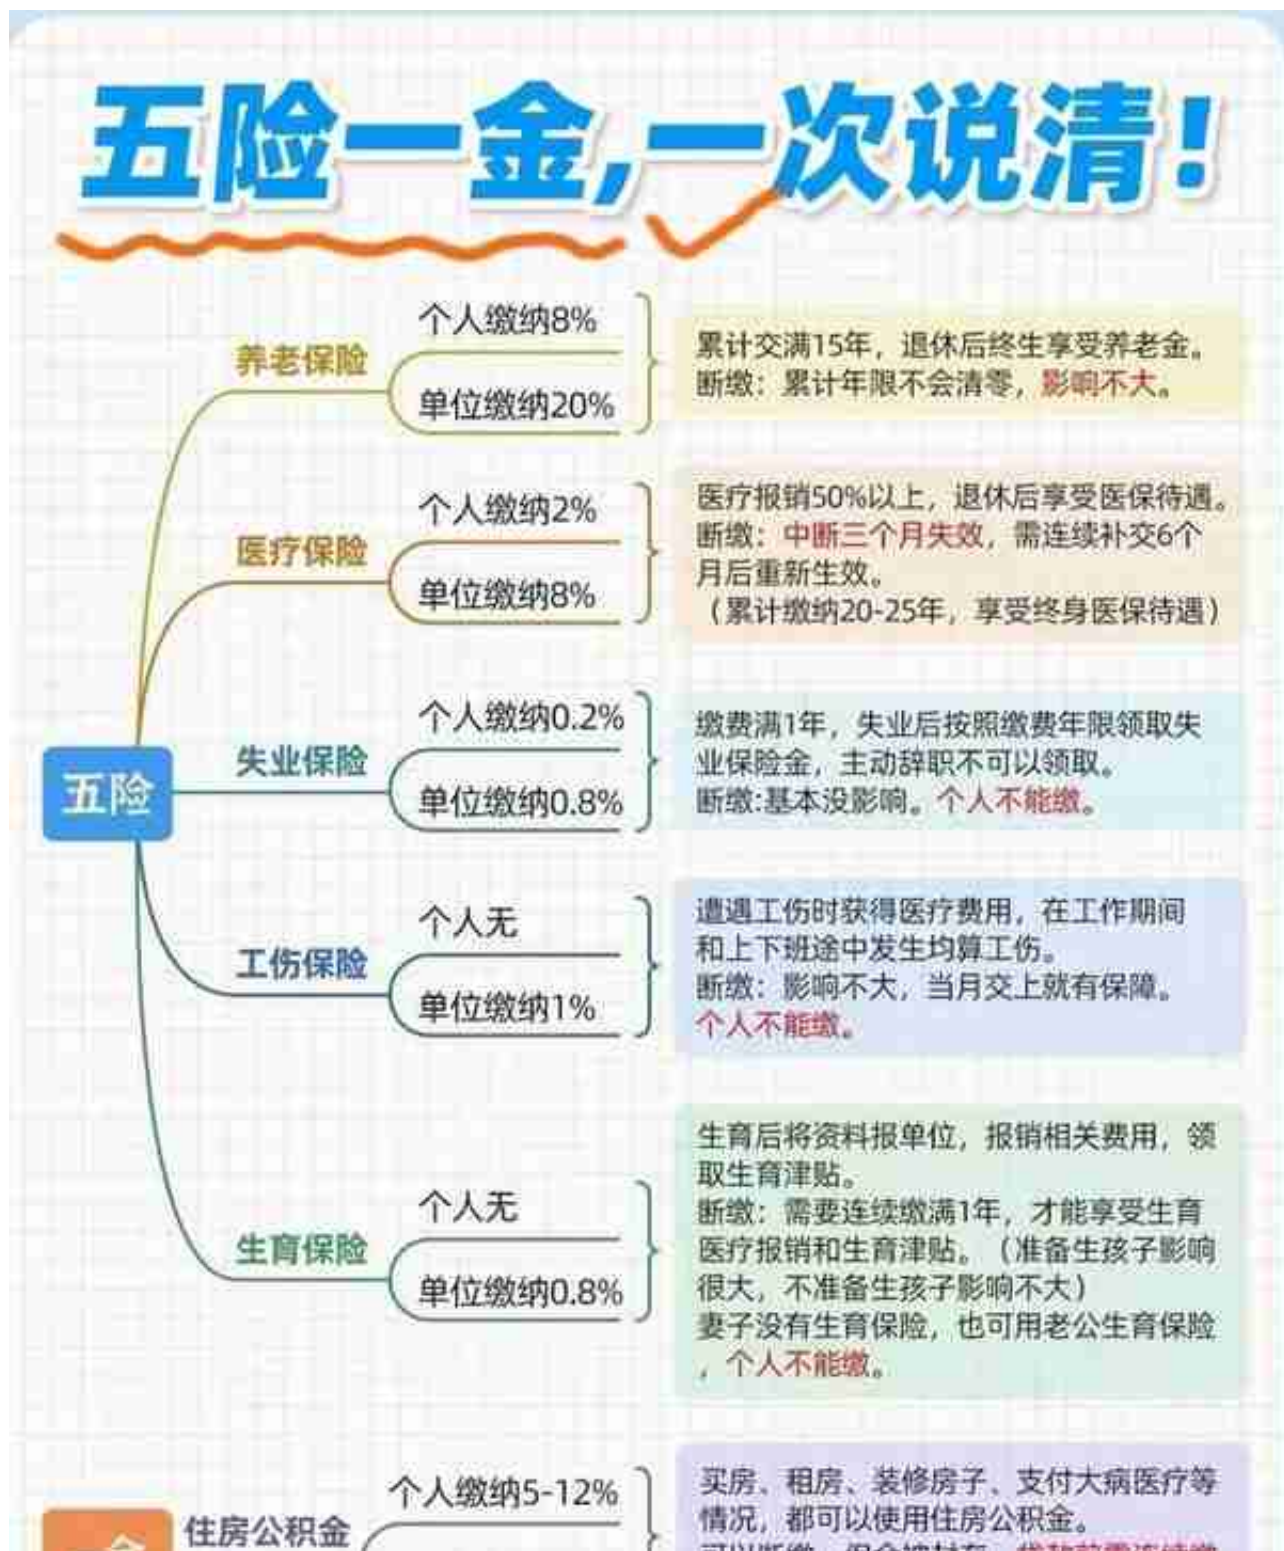 五险一金,一次说清!
养老保险
个人缴纳8%
单位缴纳20%
累计交满15年，退休后终生享受养老金。
断缴：累计年限不会清零，影响不大。
医疗保险
个人缴纳2%
单位缴纳8%
医疗报销50%以上，退休后享受医保待遇。
断缴：中断三个月失效，需连续补交6个
月后重新生效。
（累计缴纳20-25年，享受终身医保待遇）
五险
失业保险
个人缴纳0.2%
单位缴纳0.8%
缴费满1年，失业后按照缴费年限领取失
业保险金，主动辞职不可以领取。
断缴:基本没影响。个人不能缴。
工伤保险
个人无
单位缴纳1%
遭遇工伤时获得医疗费用，在工作期间
和上下班途中发生均算工伤。
断缴：影响不大，当月交上就有保障。
个人不能缴。
生育保险
个人无
单位缴纳0.8%
生育后将资料报单位，报销相关费用，领
取生育津贴。
断缴：需要连续缴满1年，才能享受生育
医疗报销和生育津贴。（准备生孩子影响
很大，不准备生孩子影响不大）
妻子没有生育保险，也可用老公生育保险
，个人不能缴。
住房公积金
个人缴纳5-12%
买房、租房、装修房子、支付大病医疗等
情况，都可以使用住房公积金。